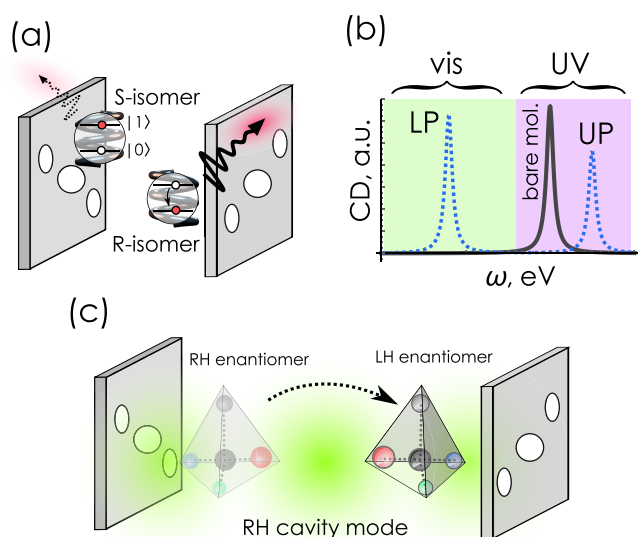 (a)
S-isomer
|1⟩
|0⟩
R-isomer
(b)
vis UV
LP
bare mol.
UP
CD, a.u.
ω, eV
(c)
RH enantiomer
LH enantiomer
RH cavity mode